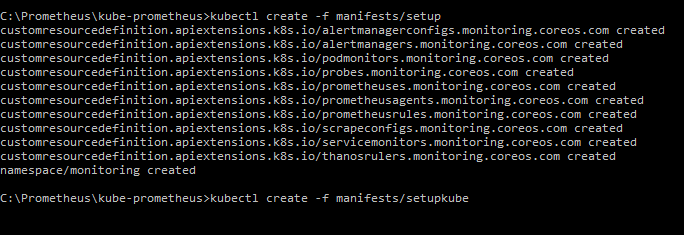 C:\Prometheus\kube-prometheus>kubectl create -f manifests/setup
customresourcedefinition.apiextensions.k8s.io/alertmanagerconfigs.monitoring.coreos.com created
customresourcedefinition.apiextensions.k8s.io/alertmanagers.monitoring.coreos.com created
customresourcedefinition.apiextensions.k8s.io/podmonitors.monitoring.coreos.com created
customresourcedefinition.apiextensions.k8s.io/probes.monitoring.coreos.com created
customresourcedefinition.apiextensions.k8s.io/prometheuses.monitoring.coreos.com created
customresourcedefinition.apiextensions.k8s.io/prometheusagents.monitoring.coreos.com created
customresourcedefinition.apiextensions.k8s.io/prometheusrules.monitoring.coreos.com created
customresourcedefinition.apiextensions.k8s.io/scrapeconfigs.monitoring.coreos.com created
customresourcedefinition.apiextensions.k8s.io/servicemonitors.monitoring.coreos.com created
customresourcedefinition.apiextensions.k8s.io/thanosrulers.monitoring.coreos.com created
namespace/monitoring created
C:\Prometheus\kube-prometheus>kubectl create -f manifests/setupkube